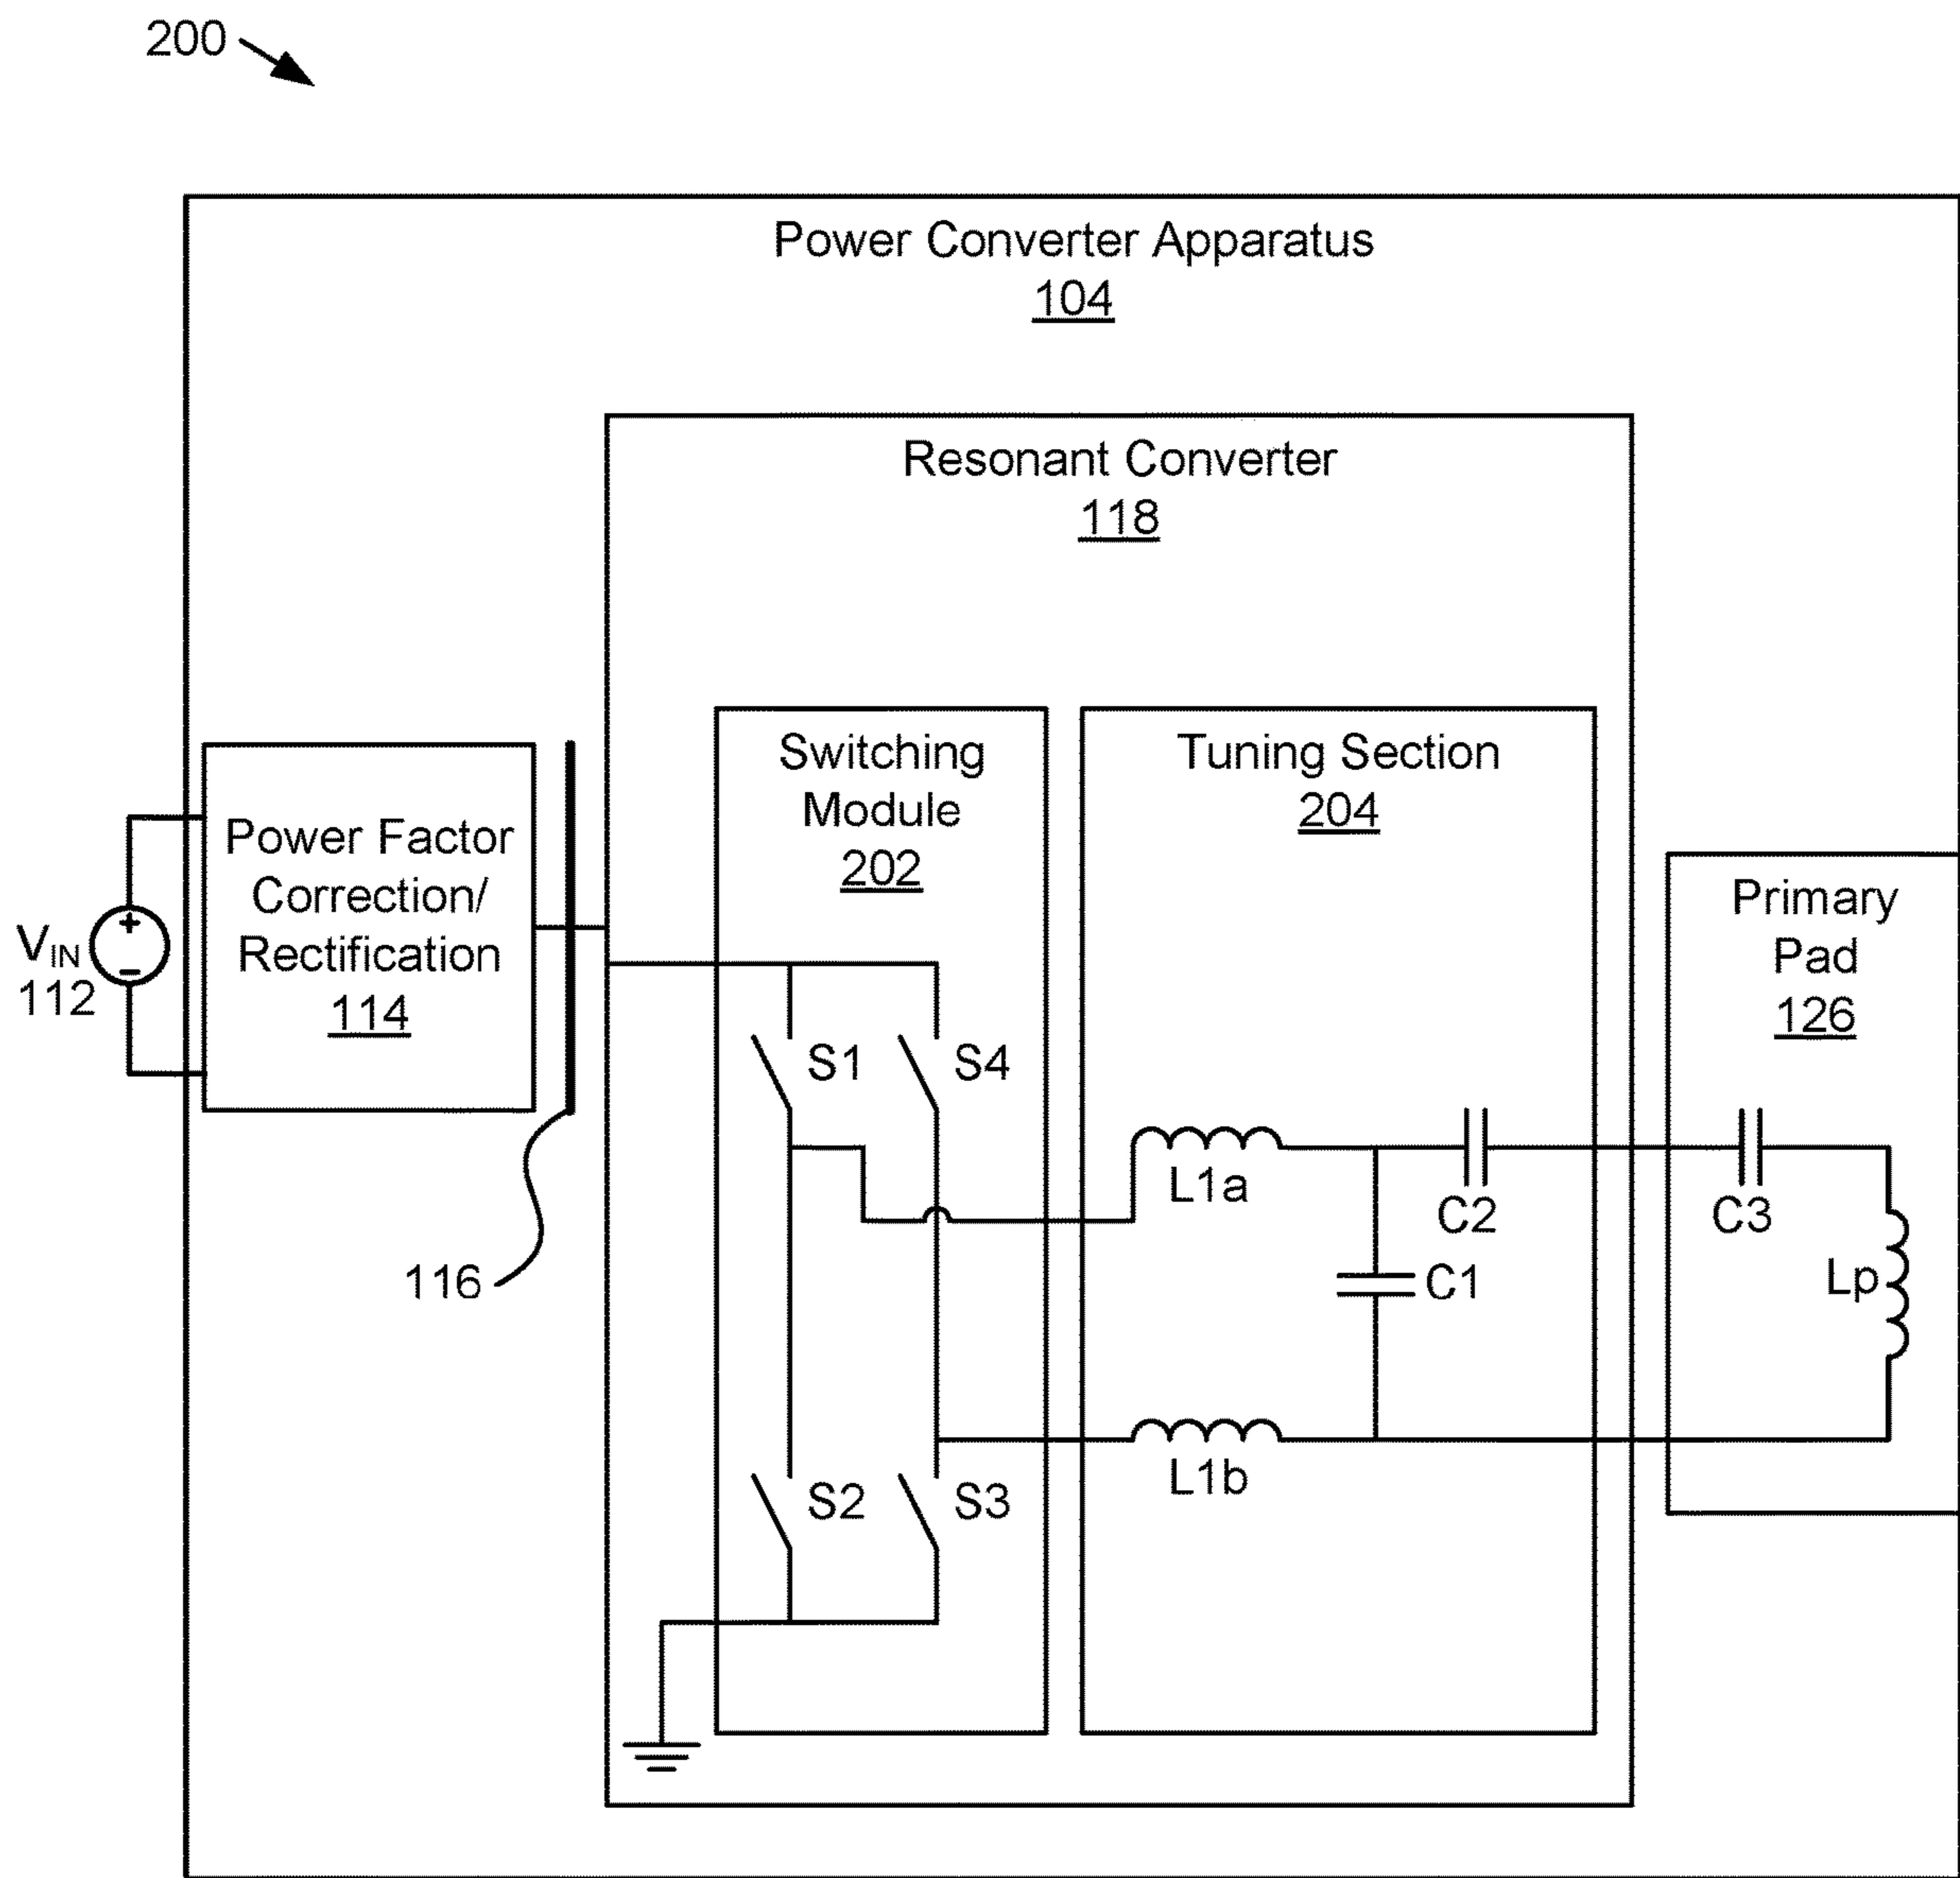 200
Power Converter Apparatus
104
Resonant Converter
118
Switching
Module
202
Tuning Section
204
Power Factor
Correction/
Rectification
114
Primary
Pad
126
+
VIN
−
112
S1
S4
L1a
C2
C3
116
C1
Lp
L1b
S2
S3